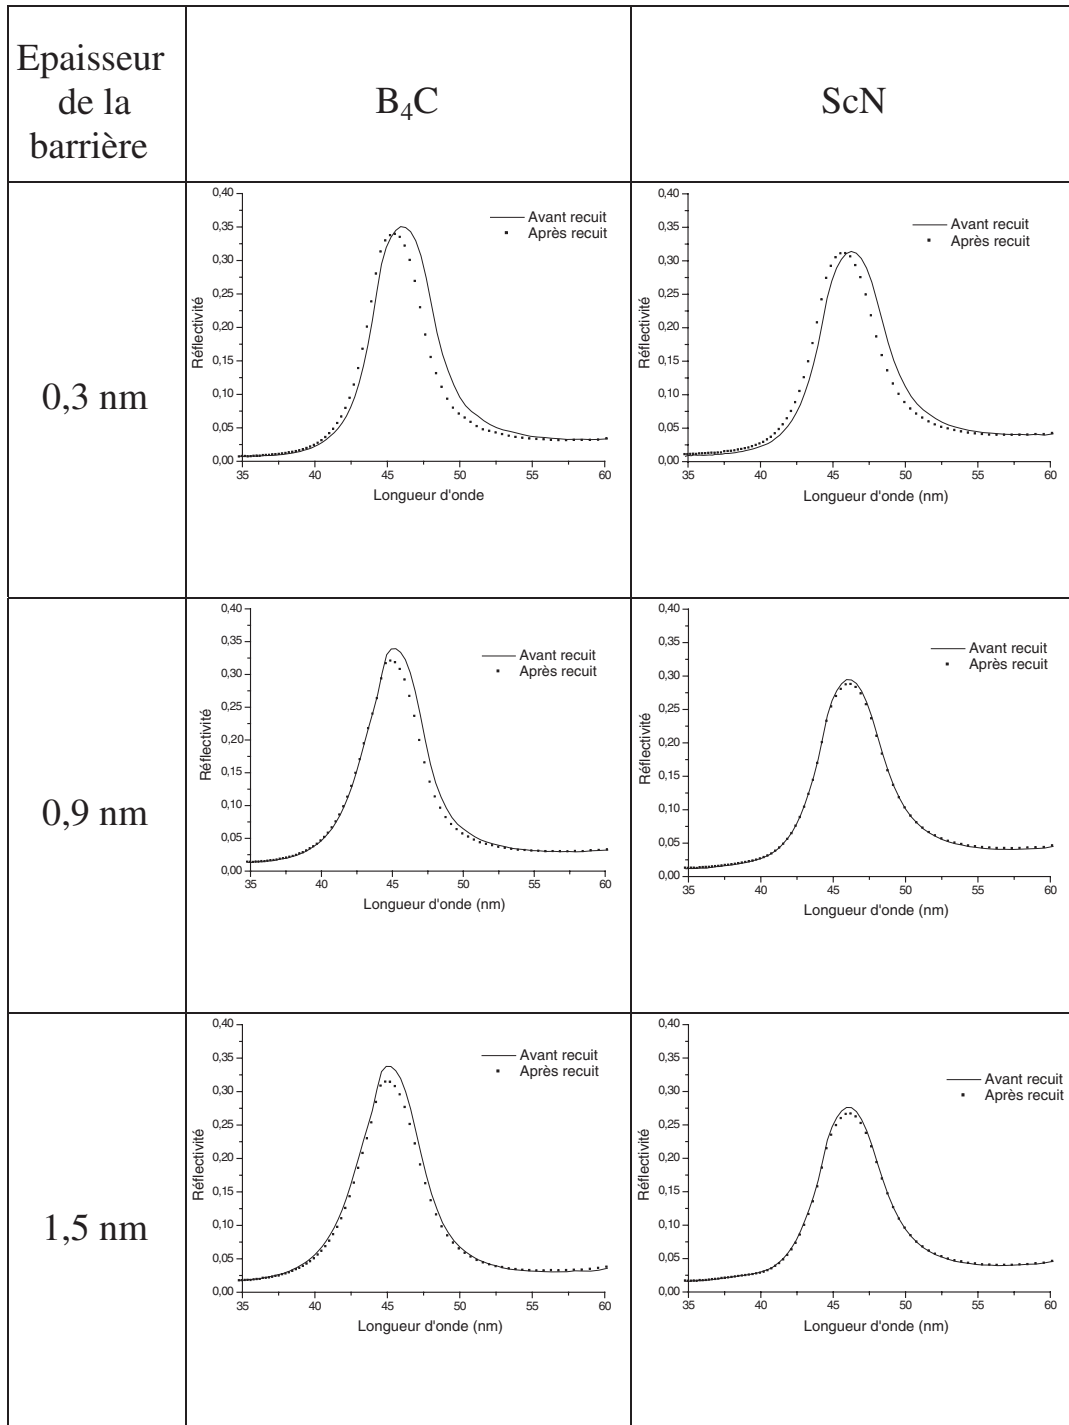 Epaisseur
de la
barrière
B₄C
ScN
0,3 nm
0,40
0,35
0,30
0,25
0,20
0,15
0,10
0,05
0,00
Réflectivité
Avant recuit
Après recuit
35 40 45 50 55 60
Longueur d'onde
0,40
0,35
0,30
0,25
0,20
0,15
0,10
0,05
0,00
Réflectivité
Avant recuit
Après recuit
35 40 45 50 55 60
Longueur d'onde (nm)
0,9 nm
0,40
0,35
0,30
0,25
0,20
0,15
0,10
0,05
0,00
Réflectivité
Avant recuit
Après recuit
35 40 45 50 55 60
Longueur d'onde (nm)
0,40
0,35
0,30
0,25
0,20
0,15
0,10
0,05
0,00
Réflectivité
Avant recuit
Après recuit
35 40 45 50 55 60
Longueur d'onde (nm)
1,5 nm
0,40
0,35
0,30
0,25
0,20
0,15
0,10
0,05
0,00
Réflectivité
Avant recuit
Après recuit
35 40 45 50 55 60
Longueur d'onde (nm)
0,40
0,35
0,30
0,25
0,20
0,15
0,10
0,05
0,00
Réflectivité
Avant recuit
Après recuit
35 40 45 50 55 60
Longueur d'onde (nm)